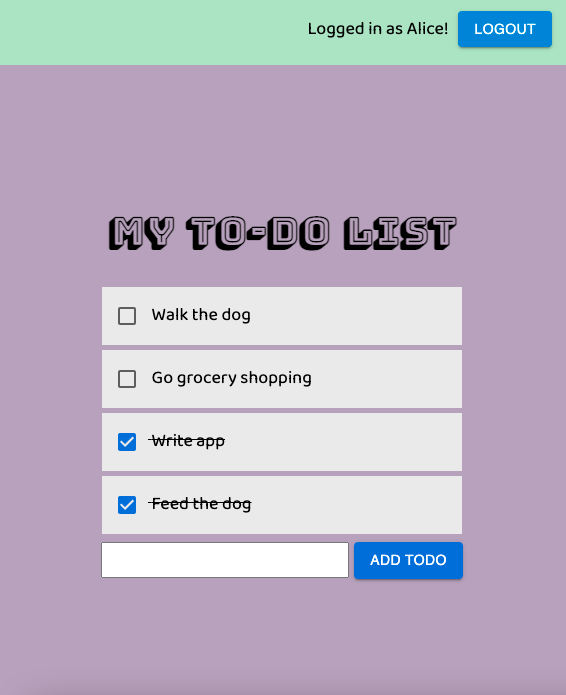 Logged in as Alice! LOGOUT
MY TO-DO LIST
Walk the dog
Go grocery shopping
Write app
Feed the dog
ADD TODO